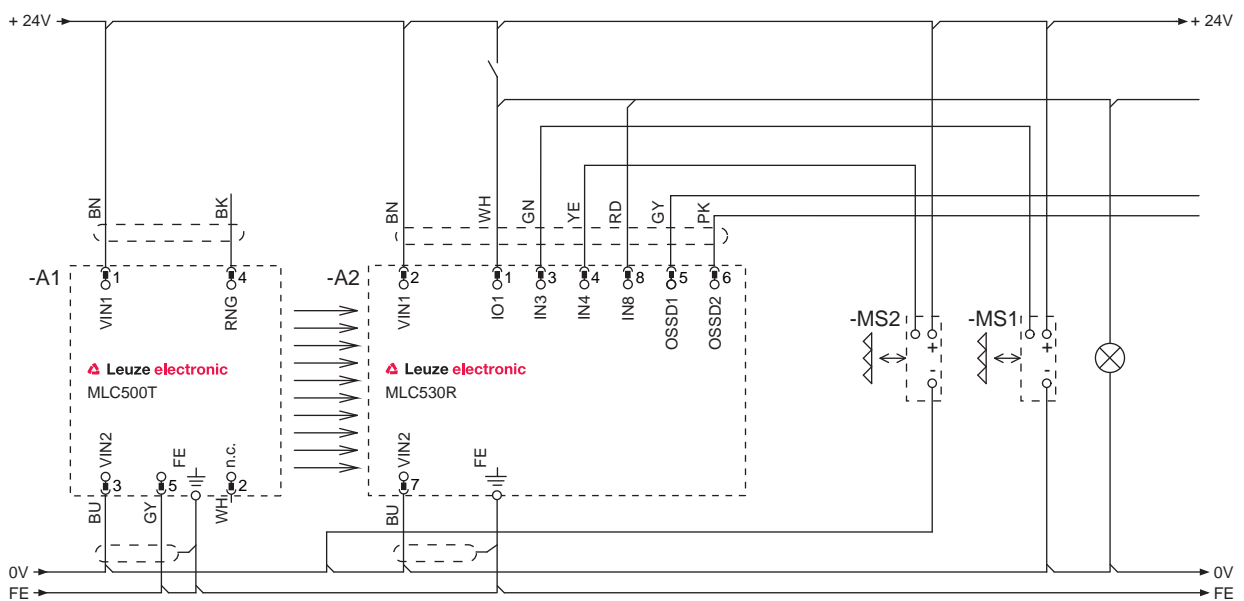 + 24V
+ 24V
BN
BK
BN
WH
GN
YE
RD
GY
PK
-A1
1
4
-A2
2
1
3
4
8
5
6
VIN1
RNG
VIN1
IO1
IN3
IN4
IN8
OSSD1
OSSD2
-MS2
-MS1
+
-
+
-
Leuze electronic
MLC500T
Leuze electronic
MLC530R
VIN2
FE
n.c.
VIN2
FE
3
5
2
7
BU
GY
WH
BU
0V
0V
FE
FE